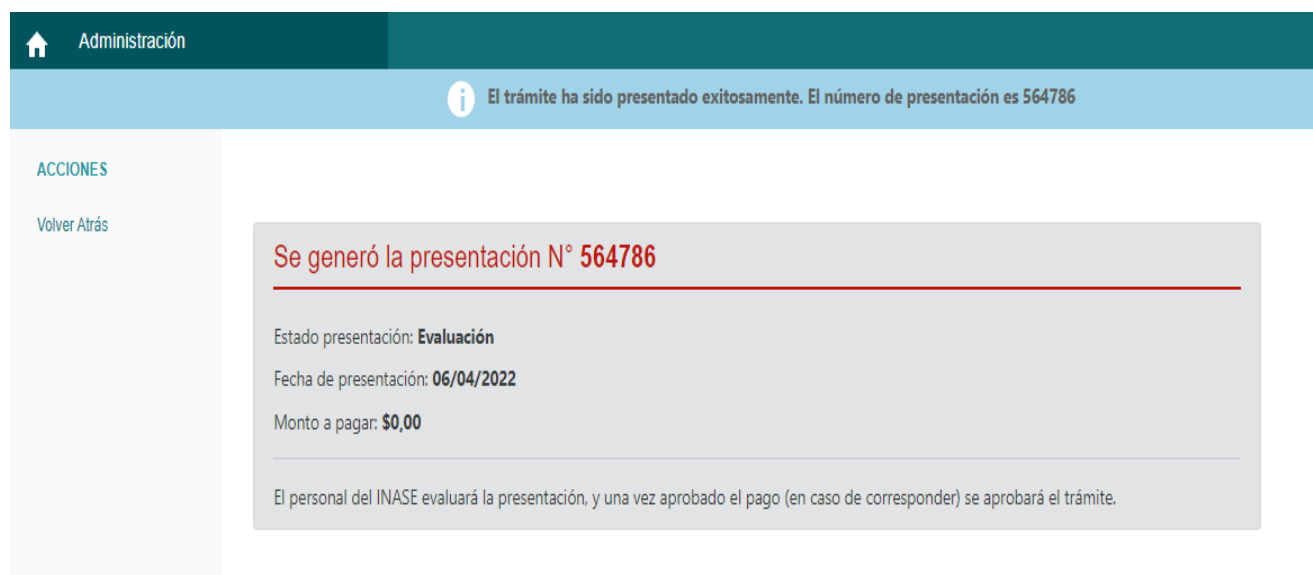 Administración
El trámite ha sido presentado exitosamente. El número de presentación es 564786
ACCIONES
Volver Atrás
Se generó la presentación N° 564786
Estado presentación: Evaluación
Fecha de presentación: 06/04/2022
Monto a pagar: $0,00
El personal del INASE evaluará la presentación, y una vez aprobado el pago (en caso de corresponder) se aprobará el trámite.